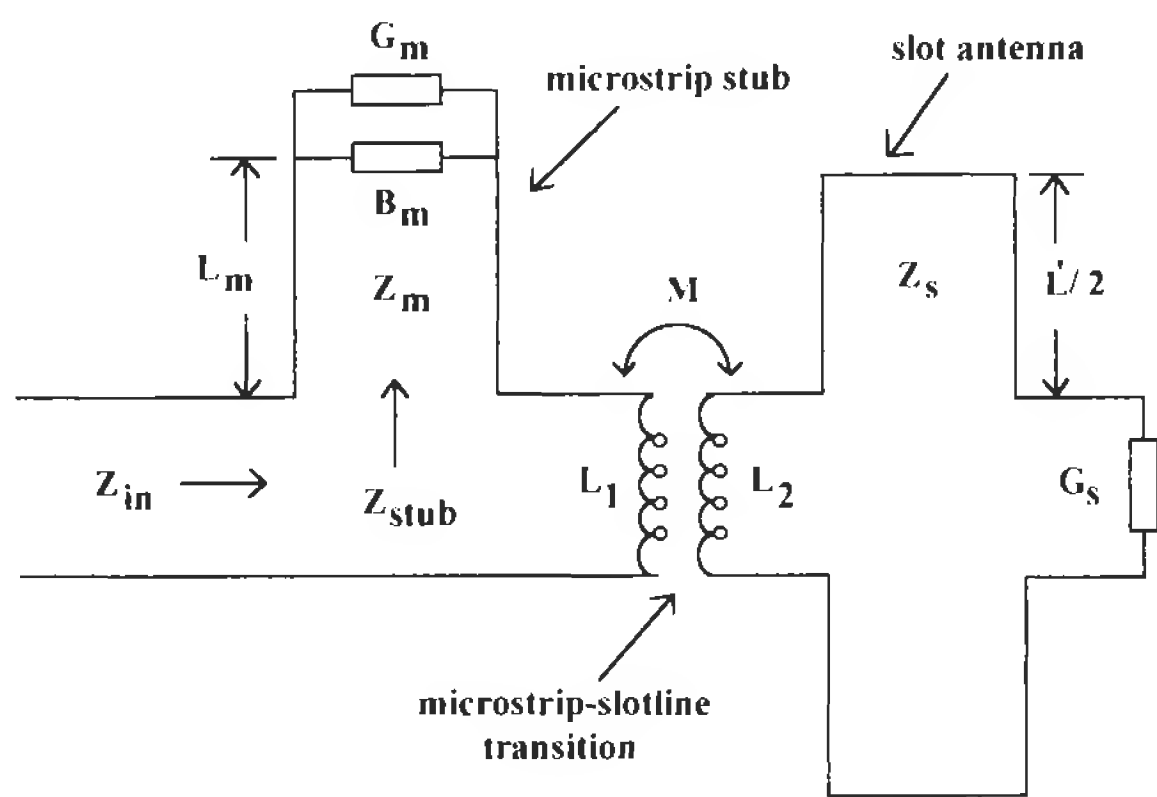 G_m
microstrip stub
slot antenna
B_m
L_m
Z_m
M
Z_s
L'/2
Z_in
Z_stub
L_1
L_2
G_s
microstrip-slotline
transition